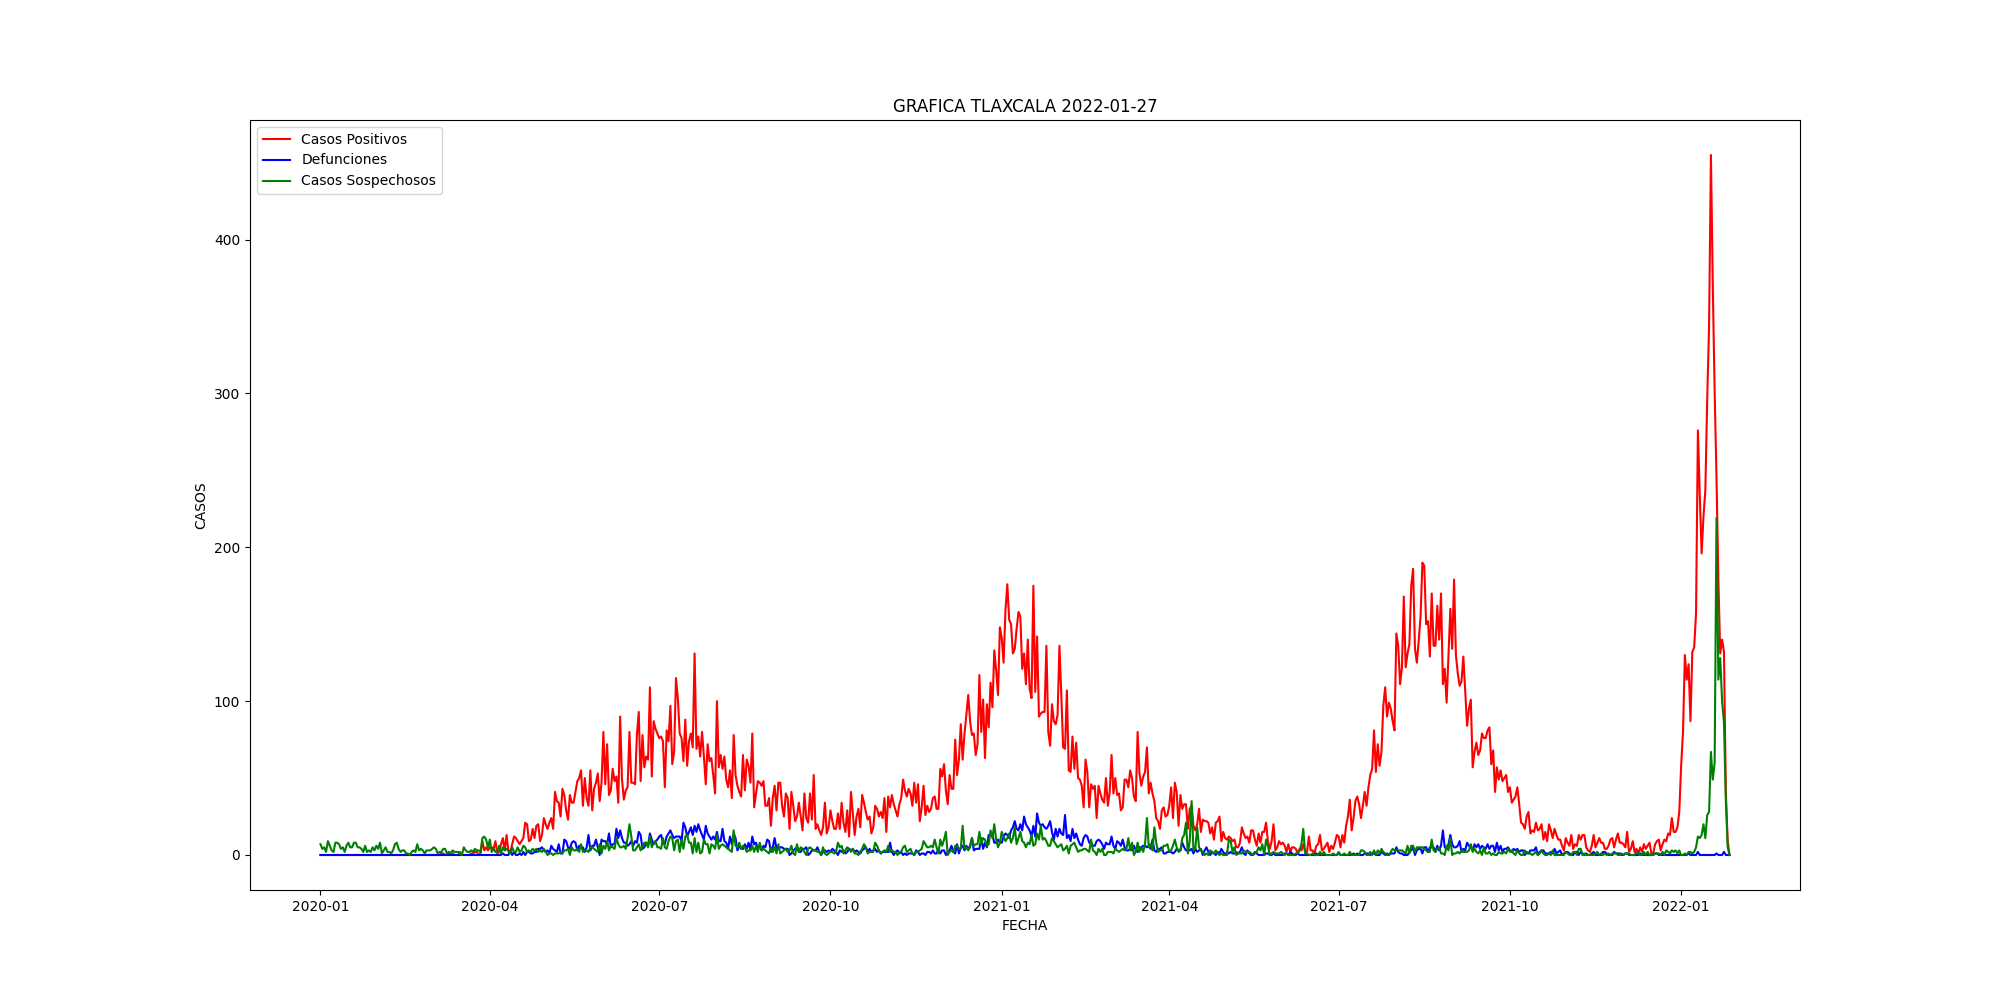 GRAFICA TLAXCALA 2022-01-27
Casos Positivos
Defunciones
Casos Sospechosos
CASOS
400
300
200
100
0
2020-01
2020-04
2020-07
2020-10
2021-01
2021-04
2021-07
2021-10
2022-01
FECHA